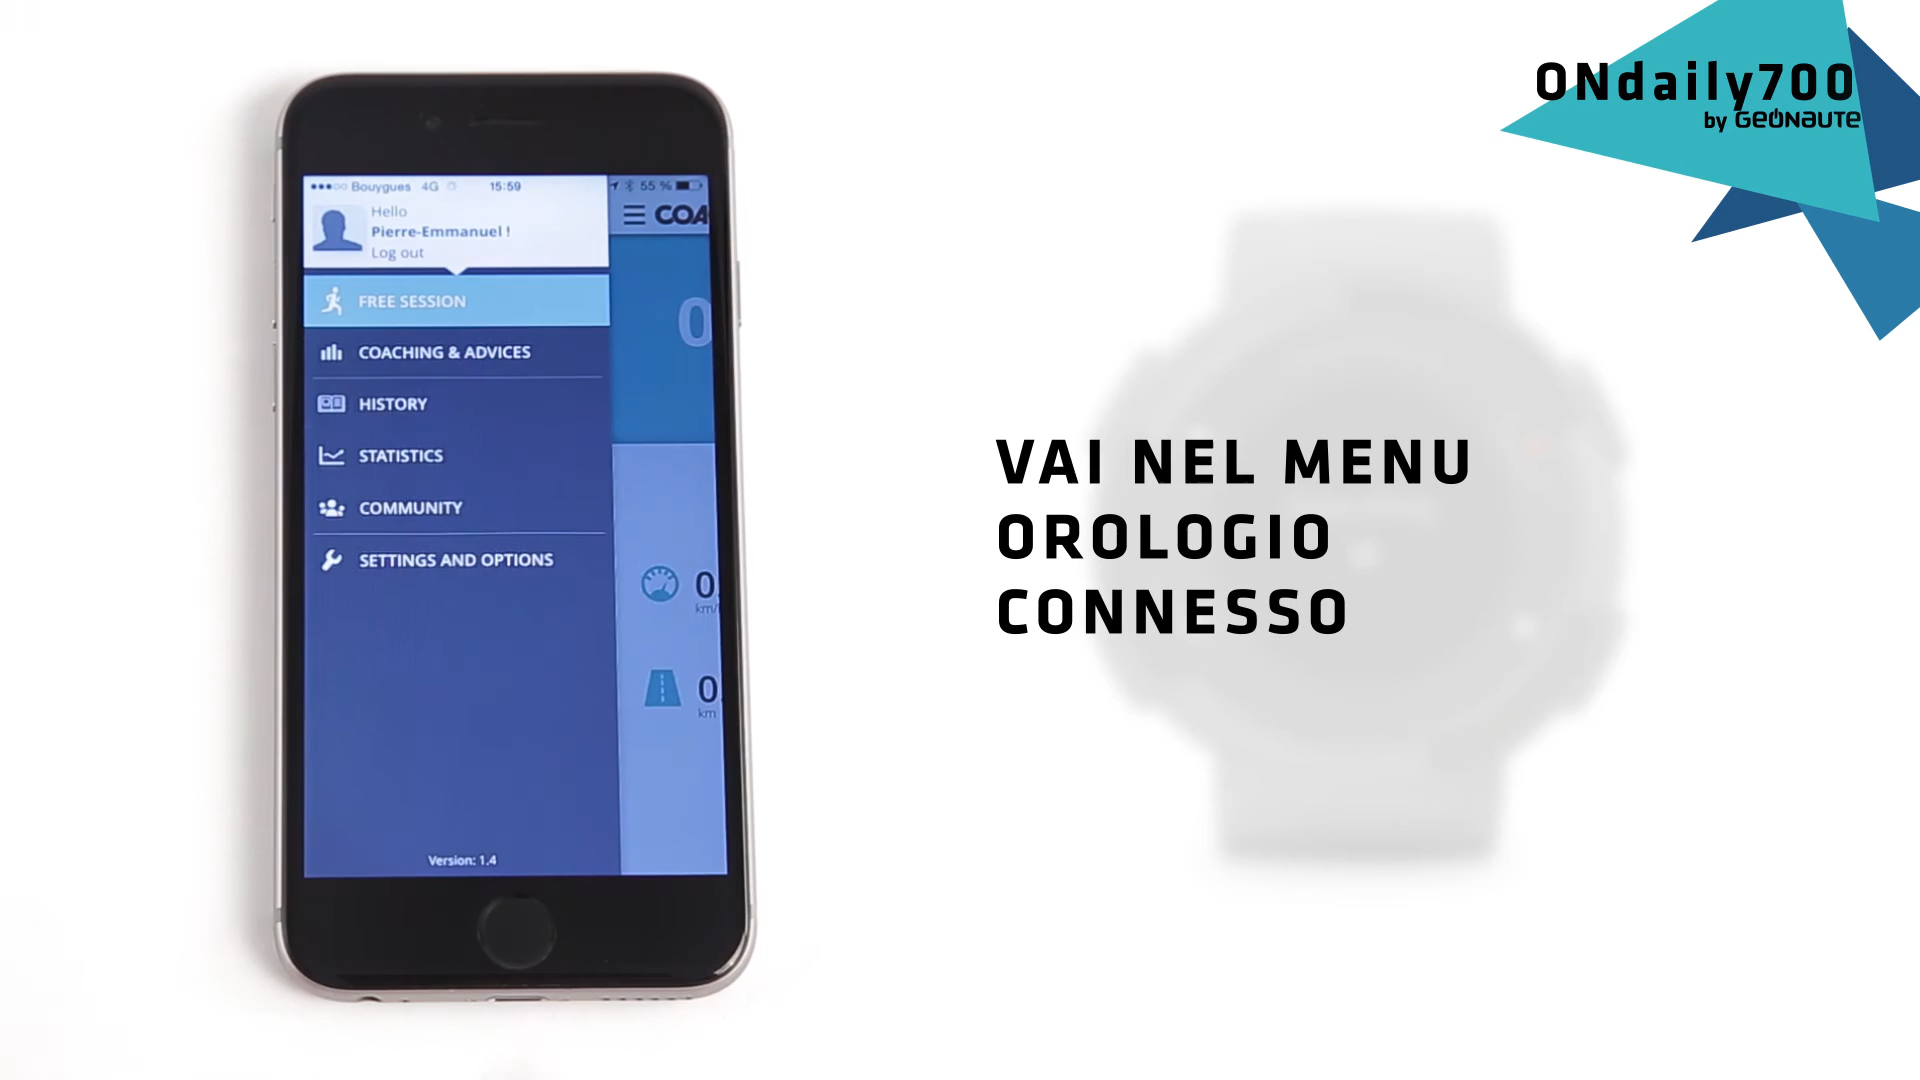 ONdaily700
by GEONAUTE
Bouygues 4G 15:59 55 %
Hello
Pierre-Emmanuel !
Log out
COA
FREE SESSION
0
COACHING & ADVICES
HISTORY
STATISTICS
COMMUNITY
SETTINGS AND OPTIONS
0.
km/
0.
km
Version: 1.4
VAI NEL MENU
OROLOGIO
CONNESSO